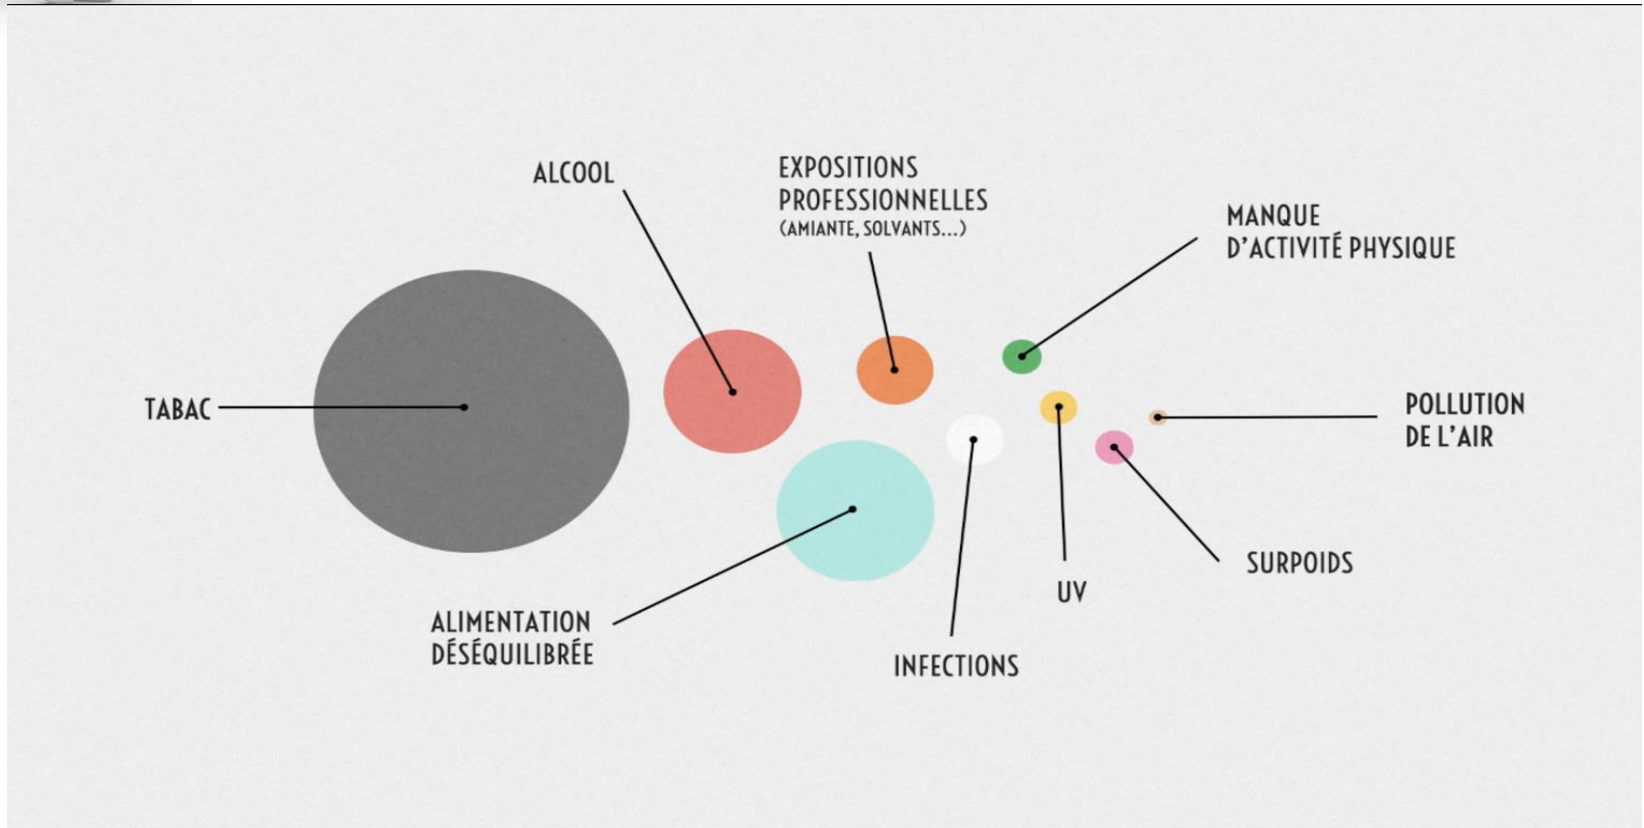 ALCOOL
EXPOSITIONS
PROFESSIONNELLES
(AMIANTE, SOLVANTS...)
MANQUE
D'ACTIVITÉ PHYSIQUE
TABAC
POLLUTION
DE L'AIR
ALIMENTATION
DÉSÉQUILIBRÉE
INFECTIONS
UV
SURPOIDS